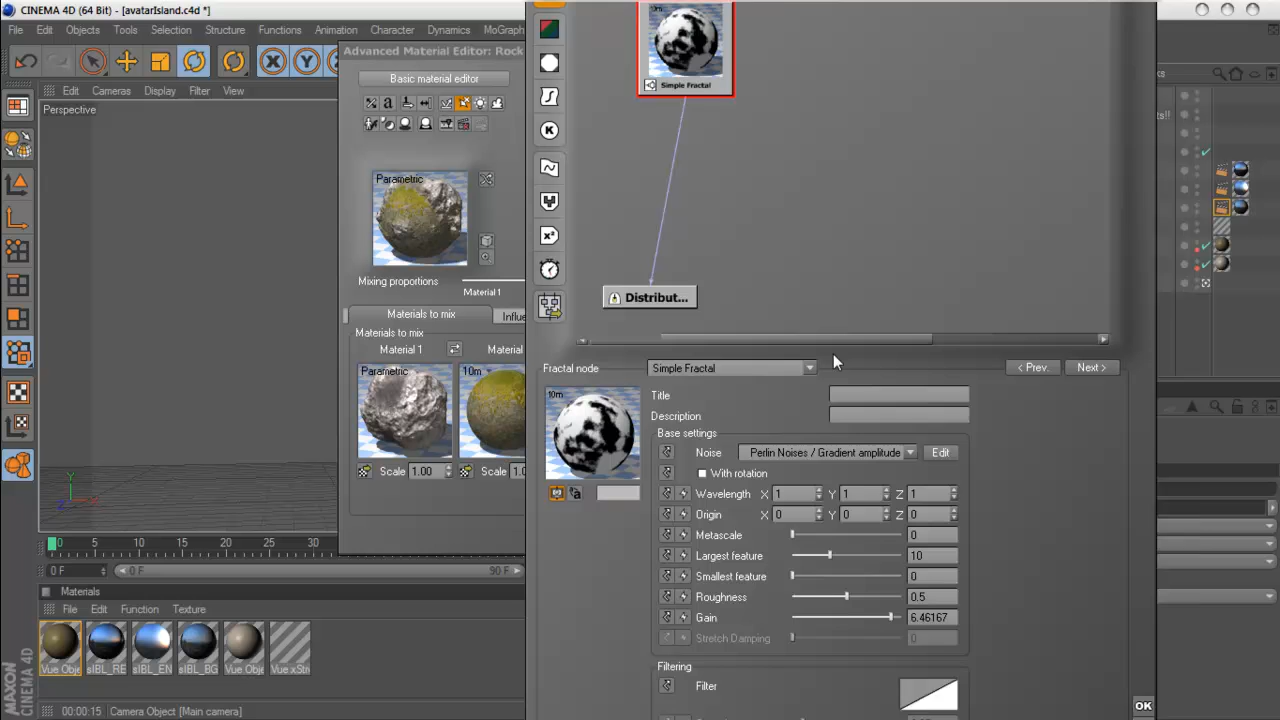 CINEMA 4D (64 Bit) - [avatarIsland.c4d *]
File Edit Objects Tools Selection Structure Functions Animation Character Dynamics MoGraph
Advanced Material Editor: Rock
Basic material editor
Edit Cameras Display Filter View
Perspective
Parametric
Mixing proportions
Material 1
Materials to mix
Materials to mix
Material 1
Parametric
10m
Scale 1.00
Scale
0 5 10 15 20 25 30
0 F
0 F
90 F
Materials
File Edit Function Texture
Vue Obje
sIBL_RE
sIBL_EN
sIBL_BG
Vue Obje
Vue xStr
MAXON
CINEMA 4D
00:00:15 Camera Object [Main camera]
10m
Simple Fractal
Distribut...
Fractal node
Simple Fractal
< Prev.
Next >
10m
Title
Description
Base settings
Noise Perlin Noises / Gradient amplitude Edit
With rotation
Wavelength X 1 Y 1 Z 1
Origin X 0 Y 0 Z 0
Metascale 0
Largest feature 10
Smallest feature 0
Roughness 0.5
Gain 6.46167
Stretch Damping 0
Filtering
Filter
OK